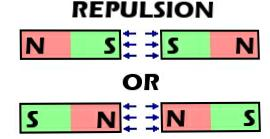 REPULSION
N S S N
OR
S N N S